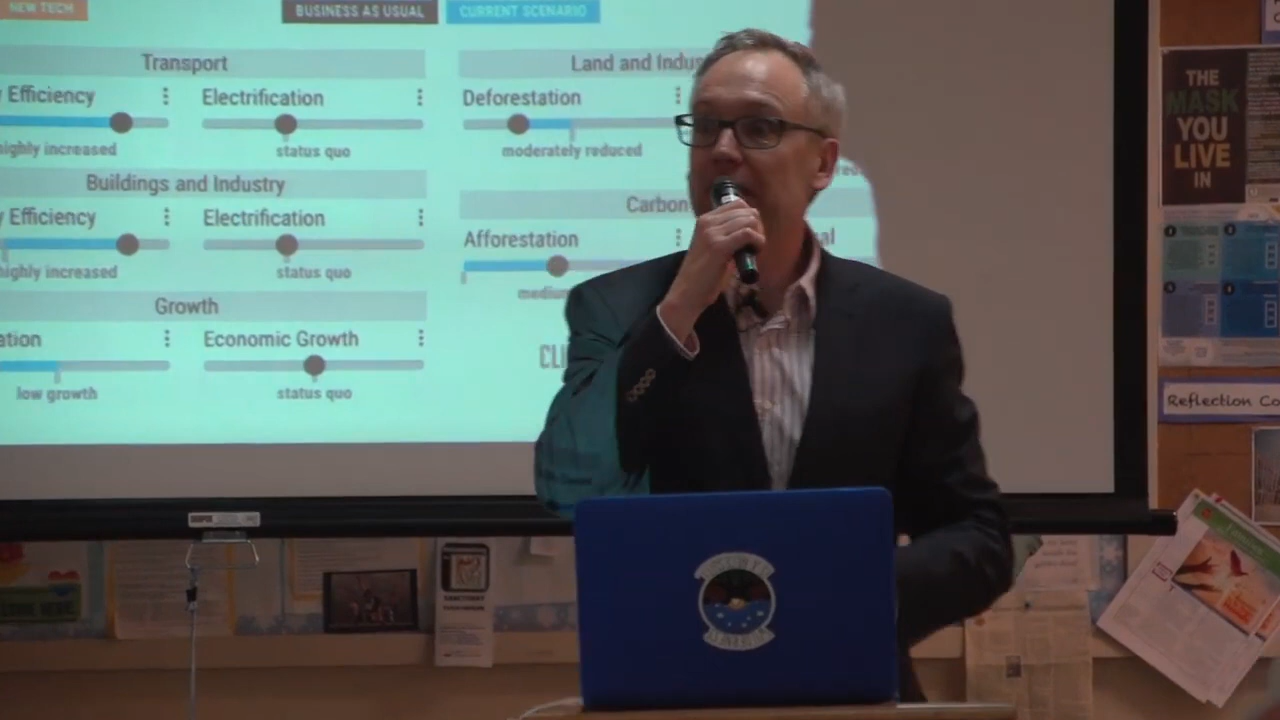 NEW TECH
BUSINESS AS USUAL
CURRENT SCENARIO
Transport
Land and Indus
y Efficiency
Electrification
Deforestation
highly increased
status quo
moderately reduced
Buildings and Industry
Carbon
y Efficiency
Electrification
Afforestation
highly increased
status quo
medium
Growth
ation
Economic Growth
low growth
status quo
THE
MASK
YOU
LIVE
IN
Reflection Co